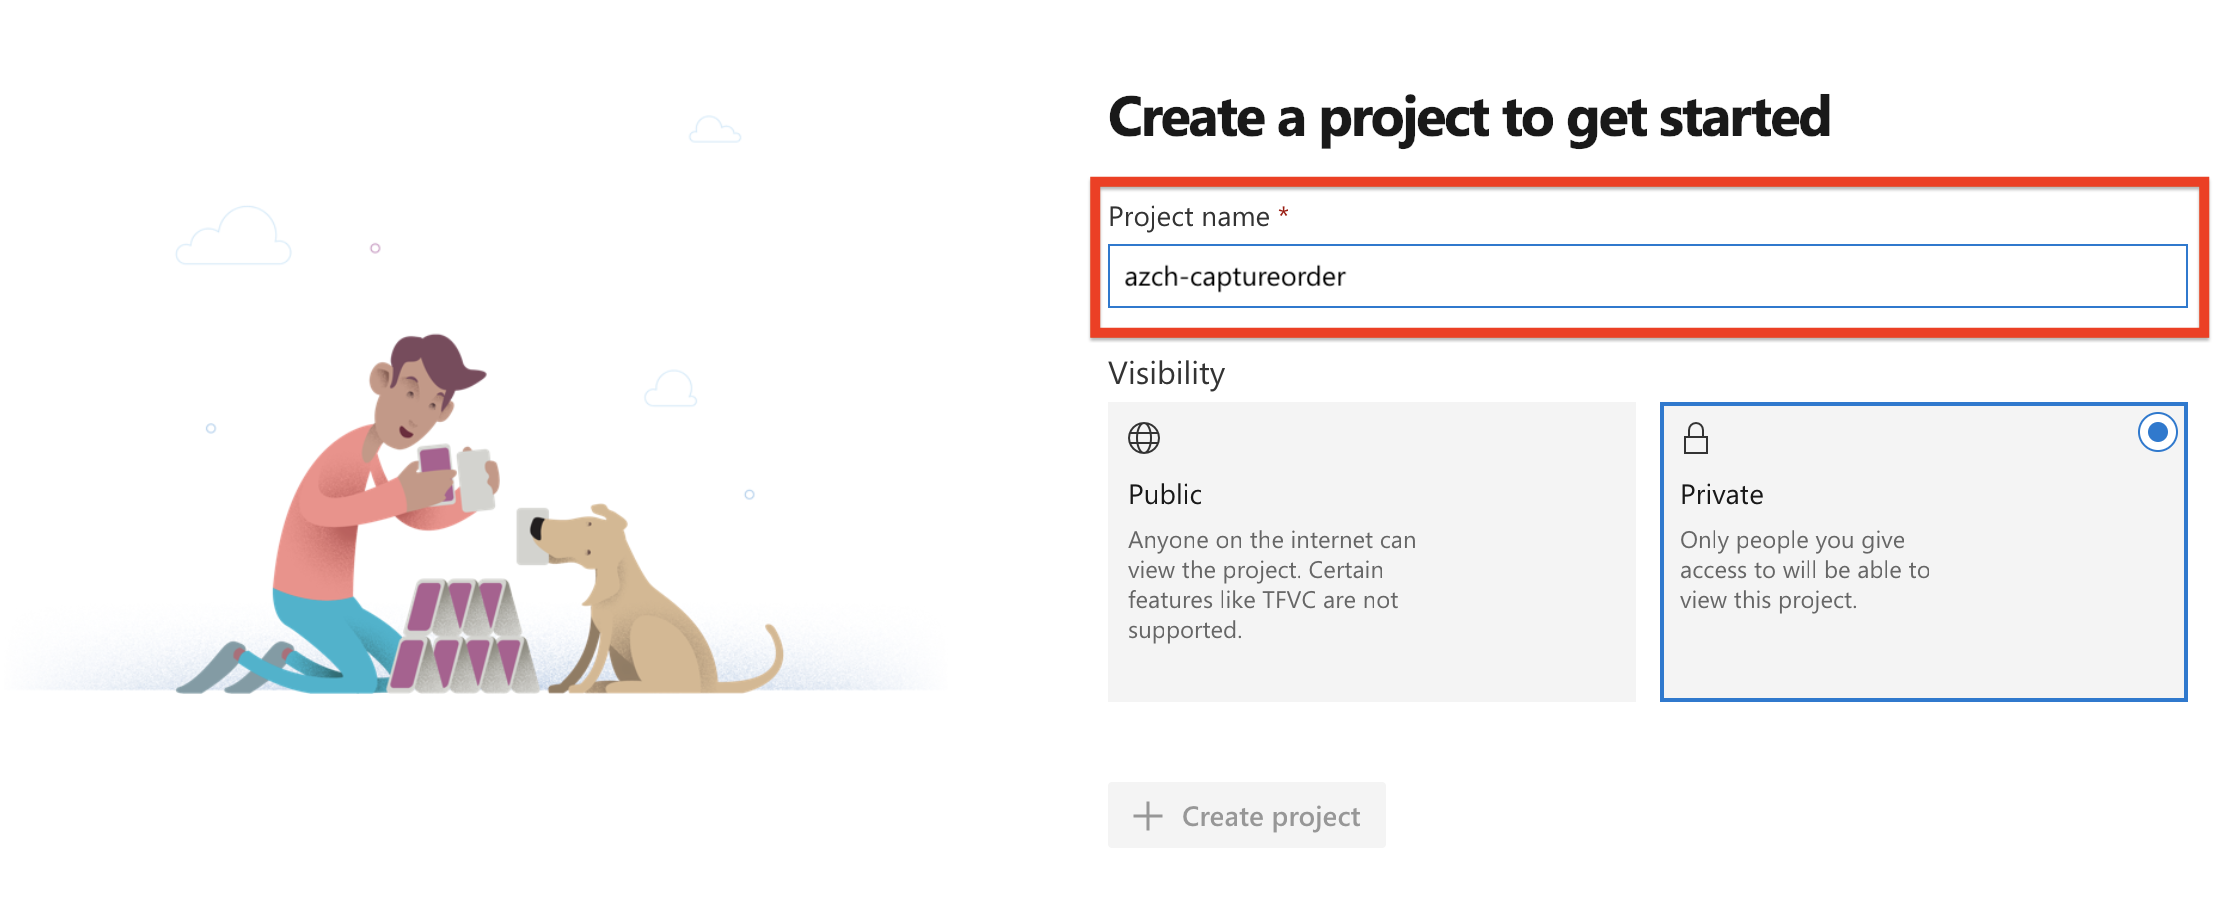 Create a project to get started
Project name *
azch-captureorder
Visibility
Public
Anyone on the internet can
view the project. Certain
features like TFVC are not
supported.
Private
Only people you give
access to will be able to
view this project.
Create project